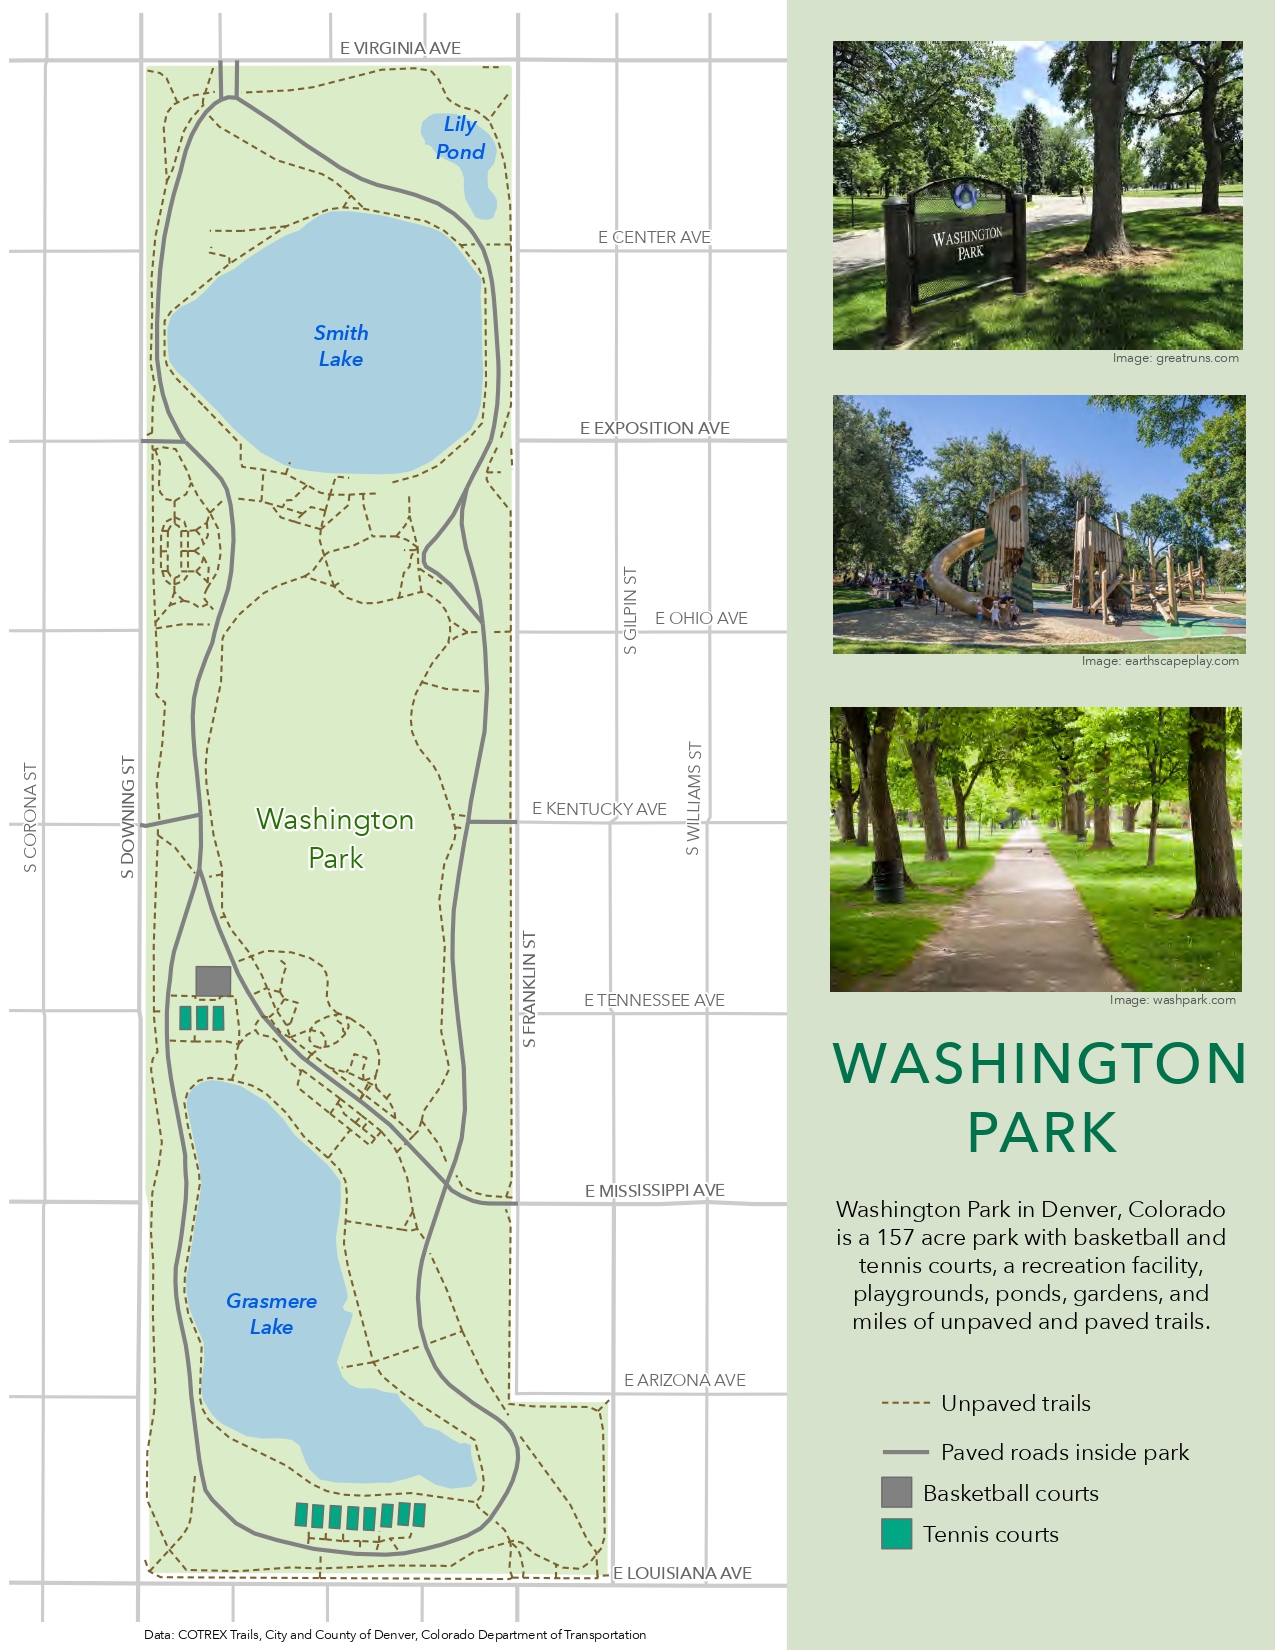 E VIRGINIA AVE
Lily
Pond
E CENTER AVE
Smith
Lake
E EXPOSITION AVE
S GILPIN ST
E OHIO AVE
S CORONA ST
S DOWNING ST
Washington
Park
E KENTUCKY AVE
S WILLIAMS ST
S FRANKLIN ST
E TENNESSEE AVE
E MISSISSIPPI AVE
Grasmere
Lake
E ARIZONA AVE
E LOUISIANA AVE
Data: COTREX Trails, City and County of Denver, Colorado Department of Transportation
WASHINGTON
PARK
Image: greatruns.com
Image: earthscapeplay.com
Image: washpark.com
WASHINGTON
PARK
Washington Park in Denver, Colorado
is a 157 acre park with basketball and
tennis courts, a recreation facility,
playgrounds, ponds, gardens, and
miles of unpaved and paved trails.
Unpaved trails
Paved roads inside park
Basketball courts
Tennis courts